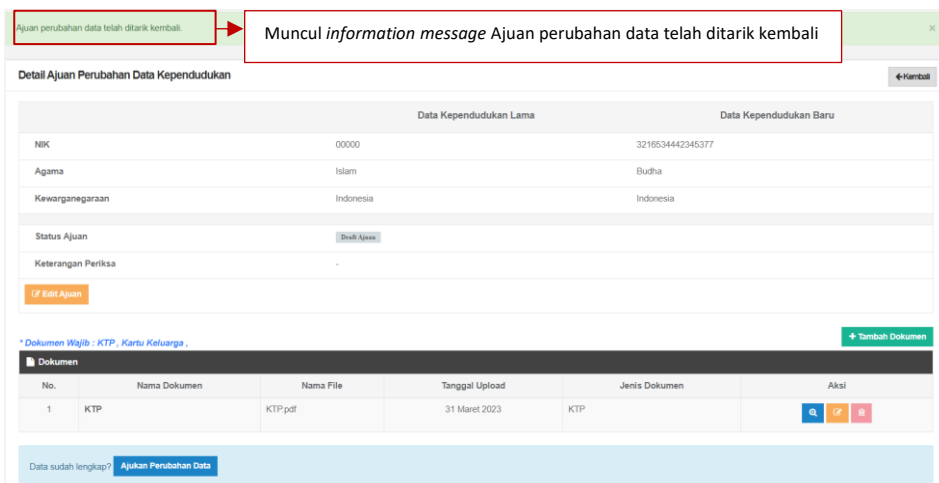 Ajuan perubahan data telah ditarik kembali.
Muncul information message Ajuan perubahan data telah ditarik kembali
×
Detail Ajuan Perubahan Data Kependudukan
Kembali
Data Kependudukan Lama Data Kependudukan Baru
NIK 00000 3216534442345377
Agama Islam Budha
Kewarganegaraan Indonesia Indonesia
Status Ajuan Draft Ajuan
Keterangan Periksa -
Edit Ajuan
+ Tambah Dokumen
* Dokumen Wajib : KTP , Kartu Keluarga ,
Dokumen
No. Nama Dokumen Nama File Tanggal Upload Jenis Dokumen Aksi
1 KTP KTP.pdf 31 Maret 2023 KTP
Data sudah lengkap? Ajukan Perubahan Data